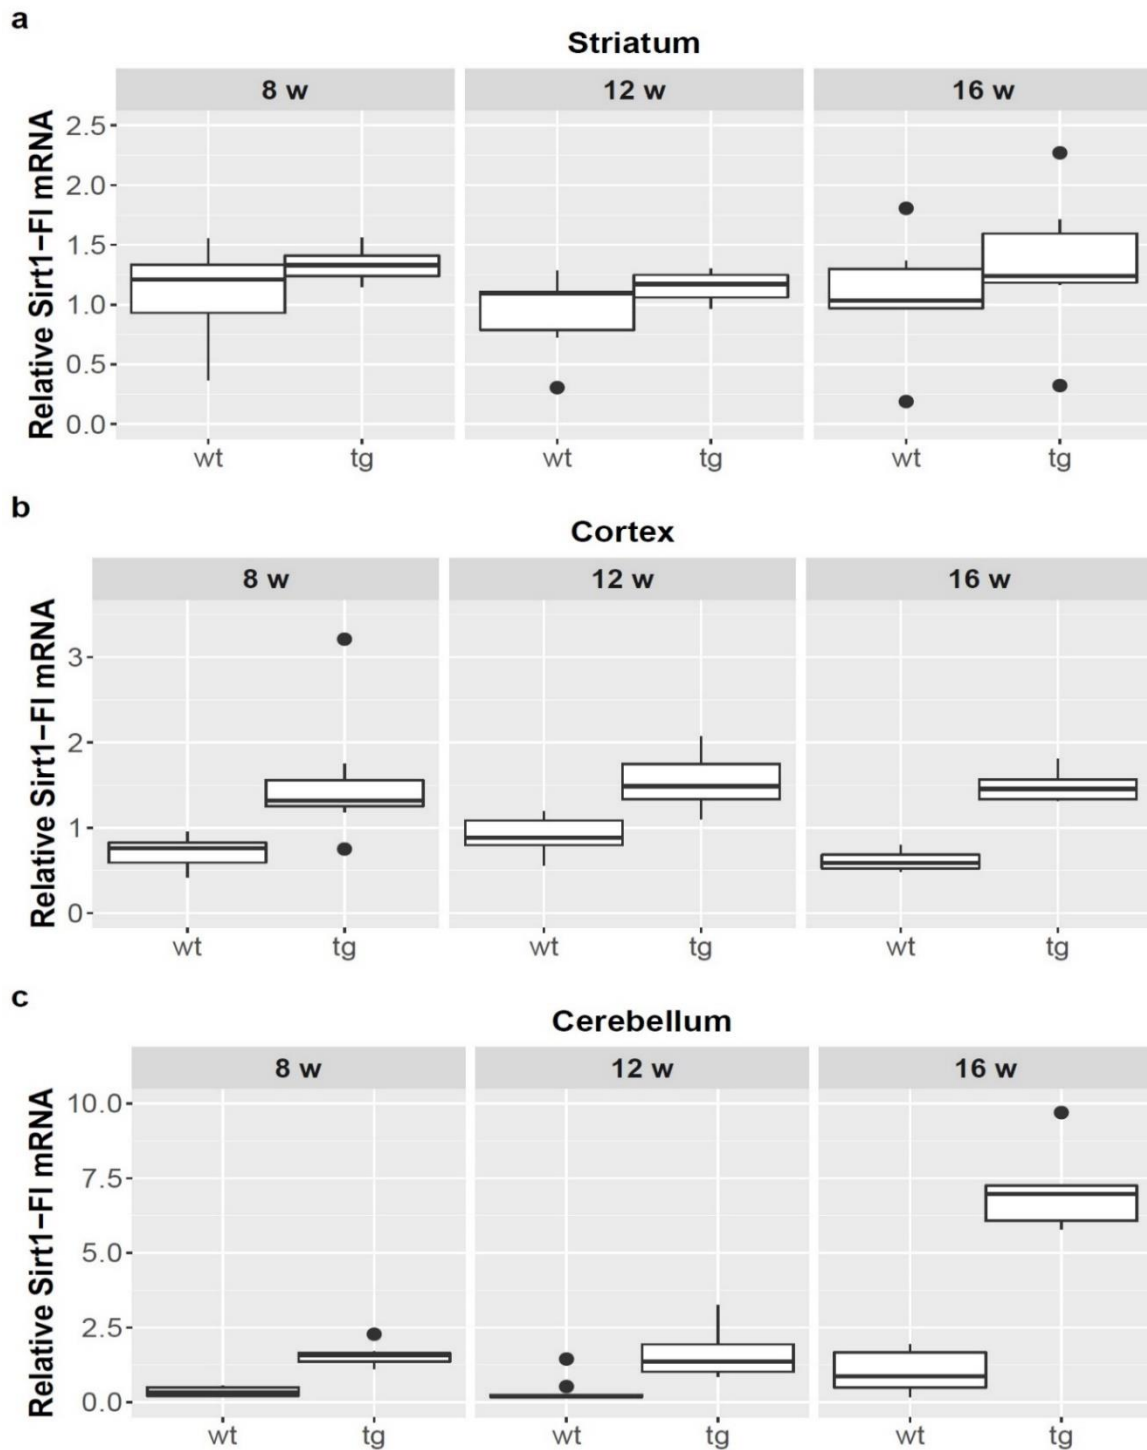 a
Striatum
8 w 12 w 16 w
Relative Sirt1-Fl mRNA
2.5
2.0
1.5
1.0
0.5
0.0
wt tg wt tg wt tg
b
Cortex
8 w 12 w 16 w
Relative Sirt1-Fl mRNA
3
2
1
0
wt tg wt tg wt tg
c
Cerebellum
8 w 12 w 16 w
Relative Sirt1-Fl mRNA
10.0
7.5
5.0
2.5
0.0
wt tg wt tg wt tg